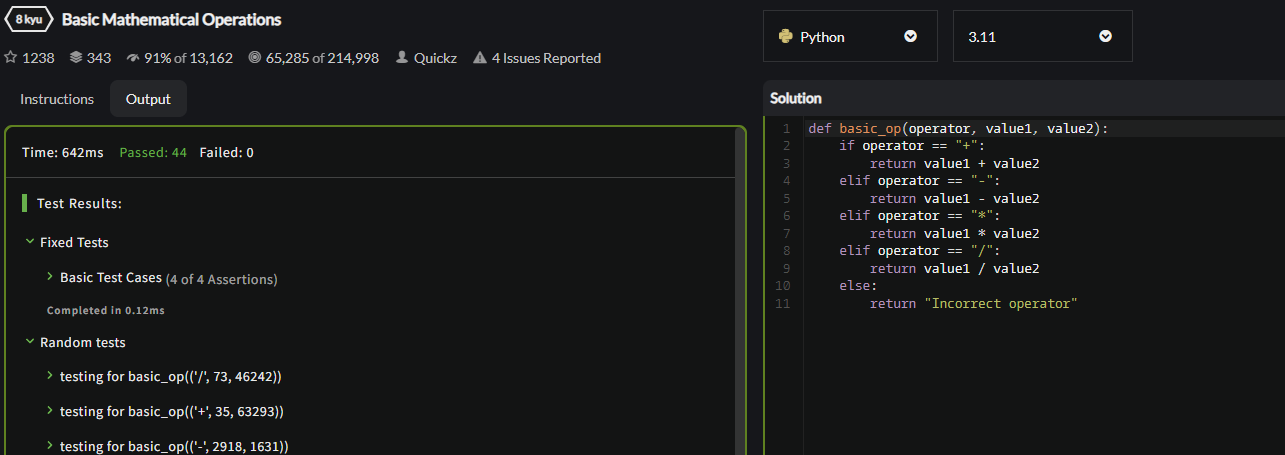 8 kyu Basic Mathematical Operations
1238 343 91% of 13,162 65,285 of 214,998 Quickz 4 Issues Reported
Instructions Output
Time: 642ms Passed: 44 Failed: 0
Test Results:
Fixed Tests
Basic Test Cases (4 of 4 Assertions)
Completed in 0.12ms
Random tests
testing for basic_op(('/', 73, 46242))
testing for basic_op(('+', 35, 63293))
testing for basic_op(('-', 2918, 1631))
Python 3.11
Solution
1 def basic_op(operator, value1, value2):
2 if operator == "+":
3 return value1 + value2
4 elif operator == "-":
5 return value1 - value2
6 elif operator == "*":
7 return value1 * value2
8 elif operator == "/":
9 return value1 / value2
10 else:
11 return "Incorrect operator"